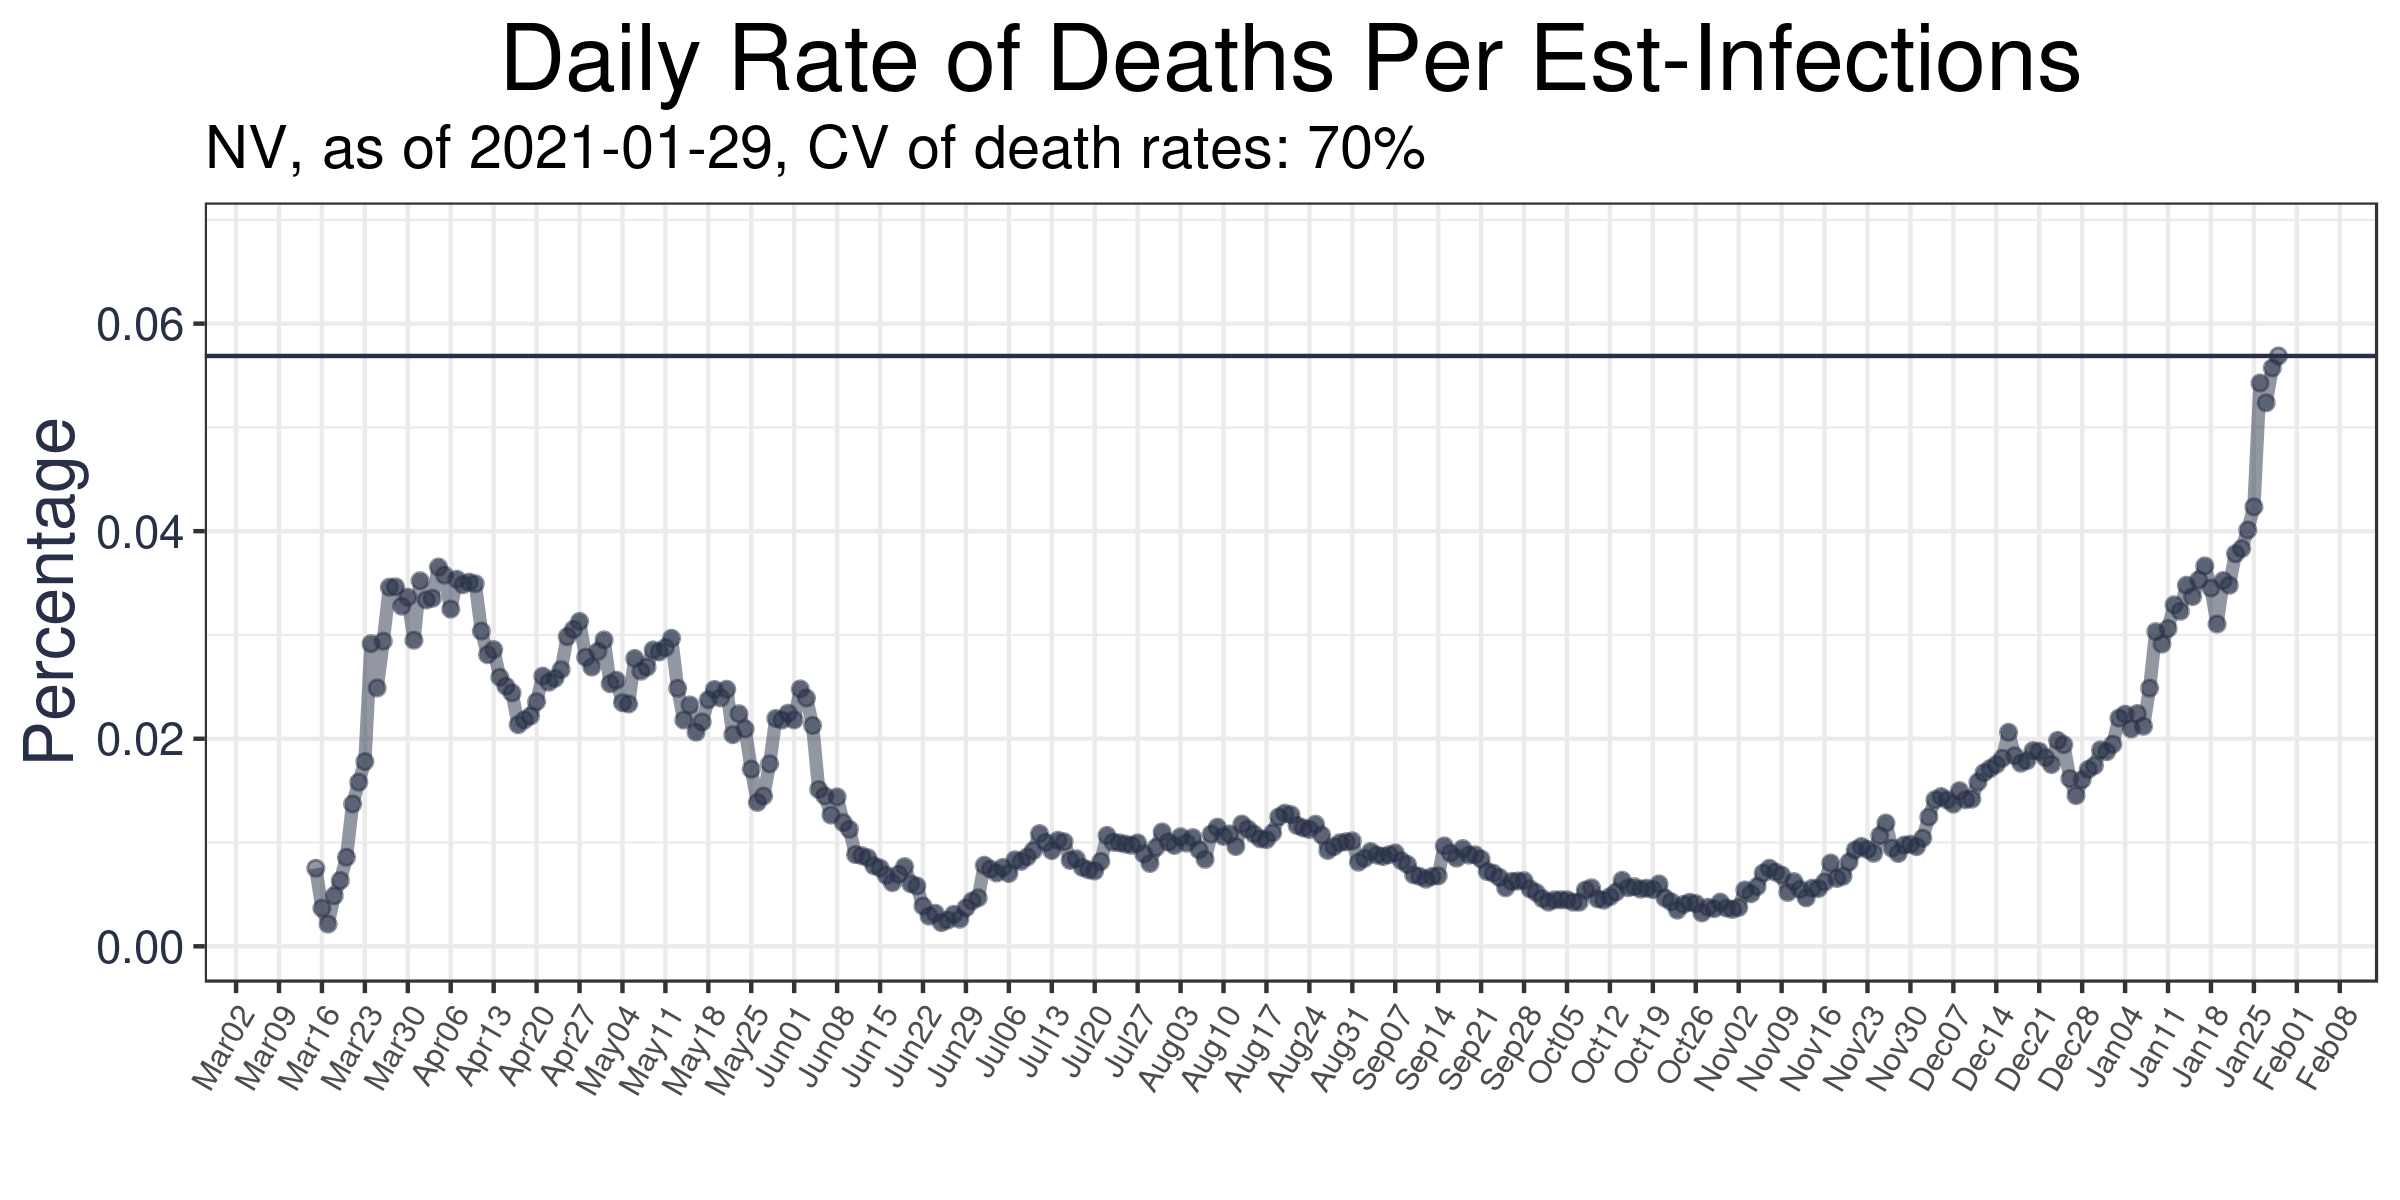 Daily Rate of Deaths Per Est-Infections
NV, as of 2021-01-29, CV of death rates: 70%
Percentage
0.06
0.04
0.02
0.00
Mar02
Mar09
Mar16
Mar23
Mar30
Apr06
Apr13
Apr20
Apr27
May04
May11
May18
May25
Jun01
Jun08
Jun15
Jun22
Jun29
Jul06
Jul13
Jul20
Jul27
Aug03
Aug10
Aug17
Aug24
Aug31
Sep07
Sep14
Sep21
Sep28
Oct05
Oct12
Oct19
Oct26
Nov02
Nov09
Nov16
Nov23
Nov30
Dec07
Dec14
Dec21
Dec28
Jan04
Jan11
Jan18
Jan25
Feb01
Feb08